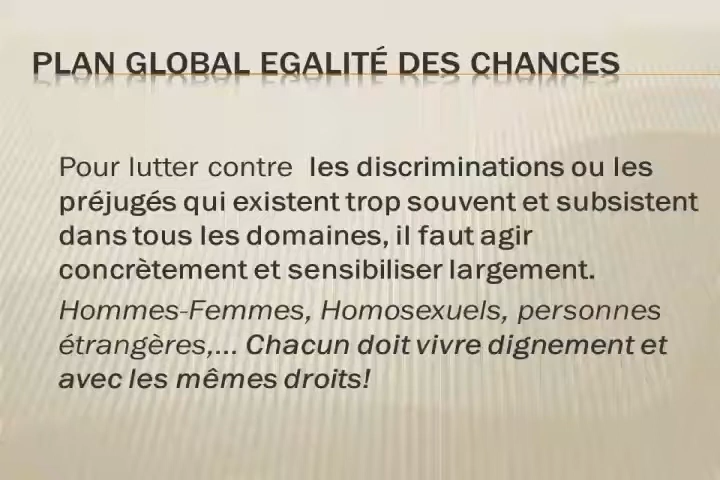 PLAN GLOBAL EGALITÉ DES CHANCES
Pour lutter contre les discriminations ou les
préjugés qui existent trop souvent et subsistent
dans tous les domaines, il faut agir
concrètement et sensibiliser largement.
Hommes-Femmes, Homosexuels, personnes
étrangères,... Chacun doit vivre dignement et
avec les mêmes droits!